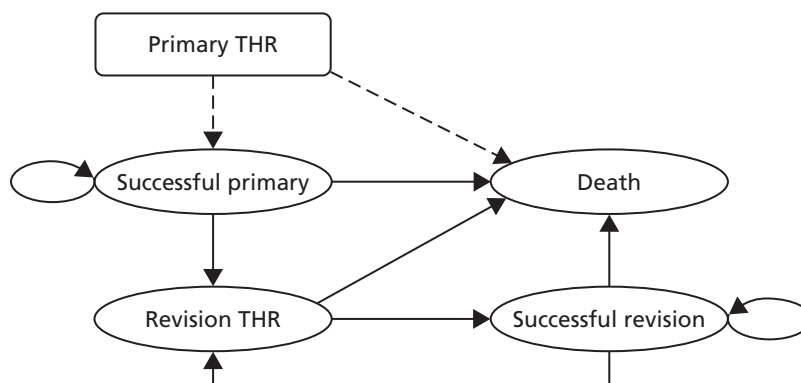 Primary THR
Successful primary
Death
Revision THR
Successful revision